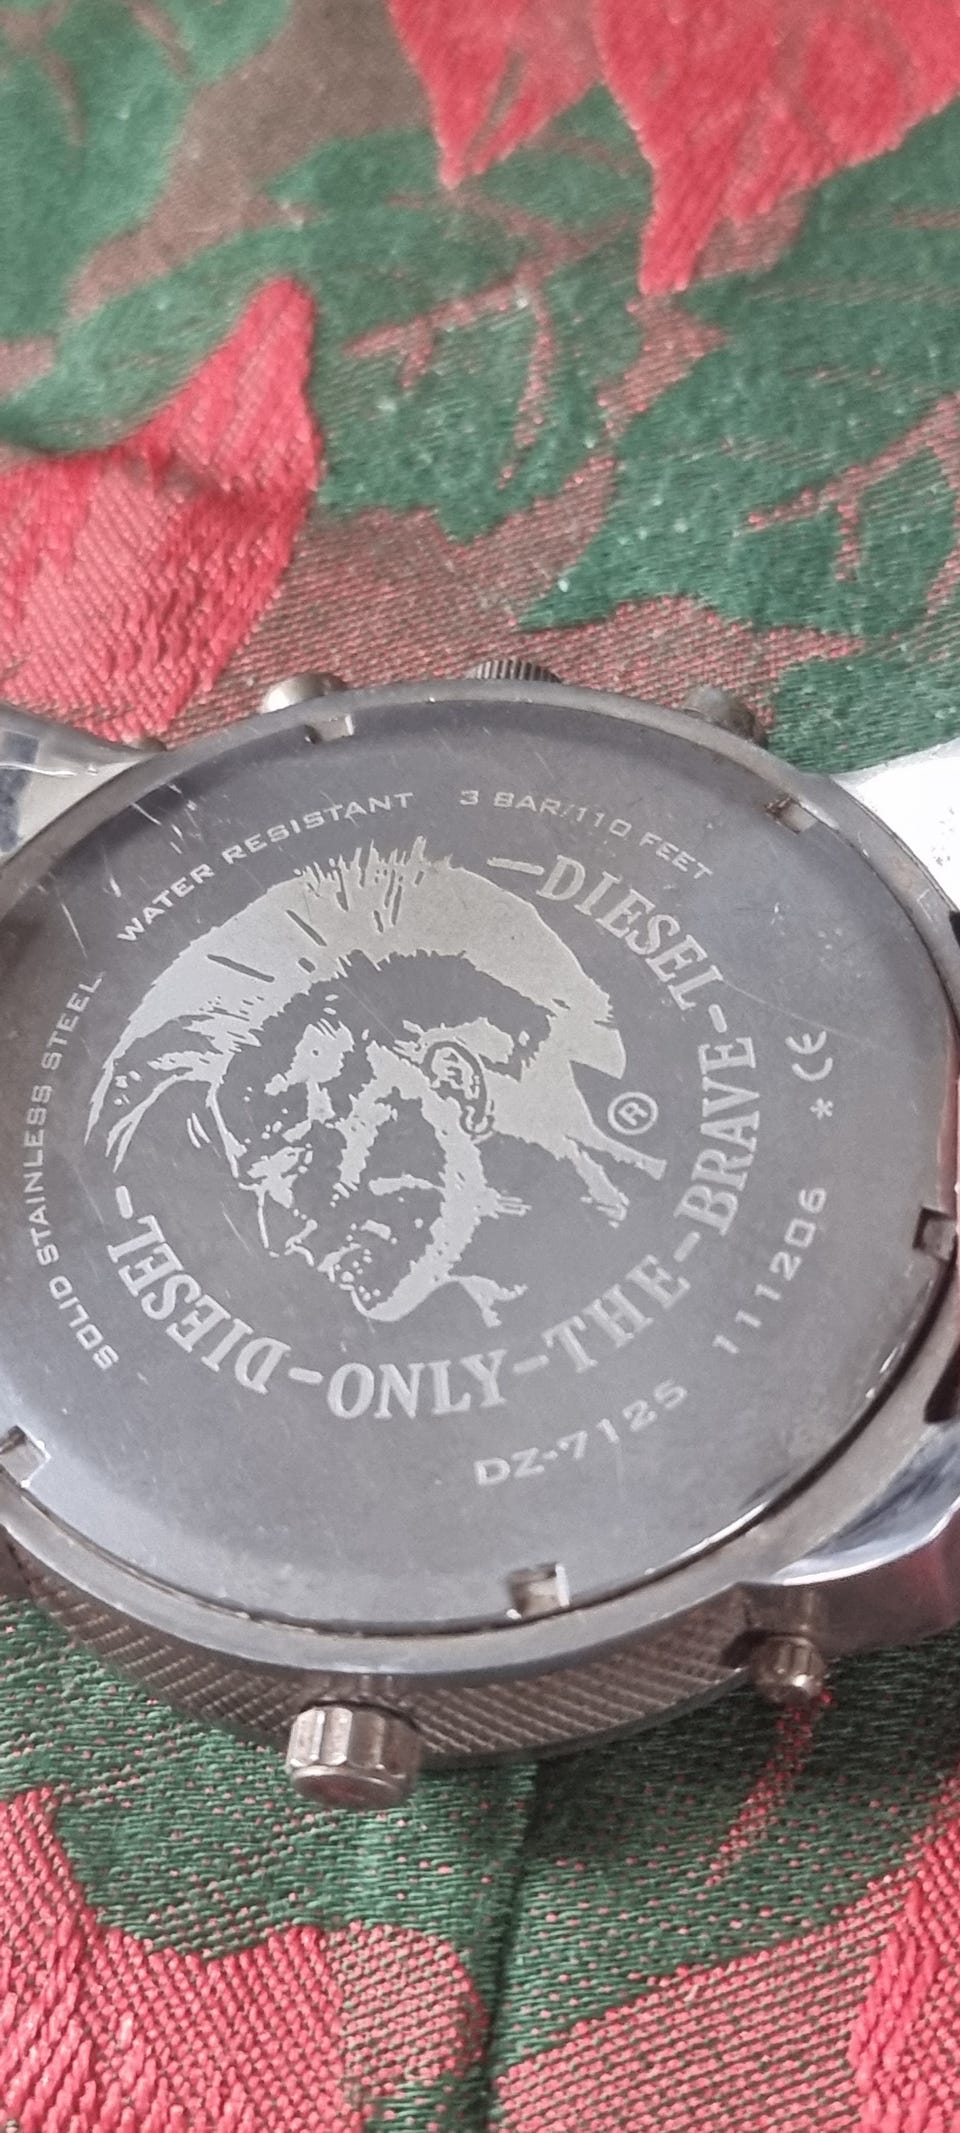 WATER RESISTANT 3 BAR/110 FEET
SOLID STAINLESS STEEL
-DIESEL-DIESEL-
ONLY-THE-BRAVE-
®
CE
*
111206
DZ-7125